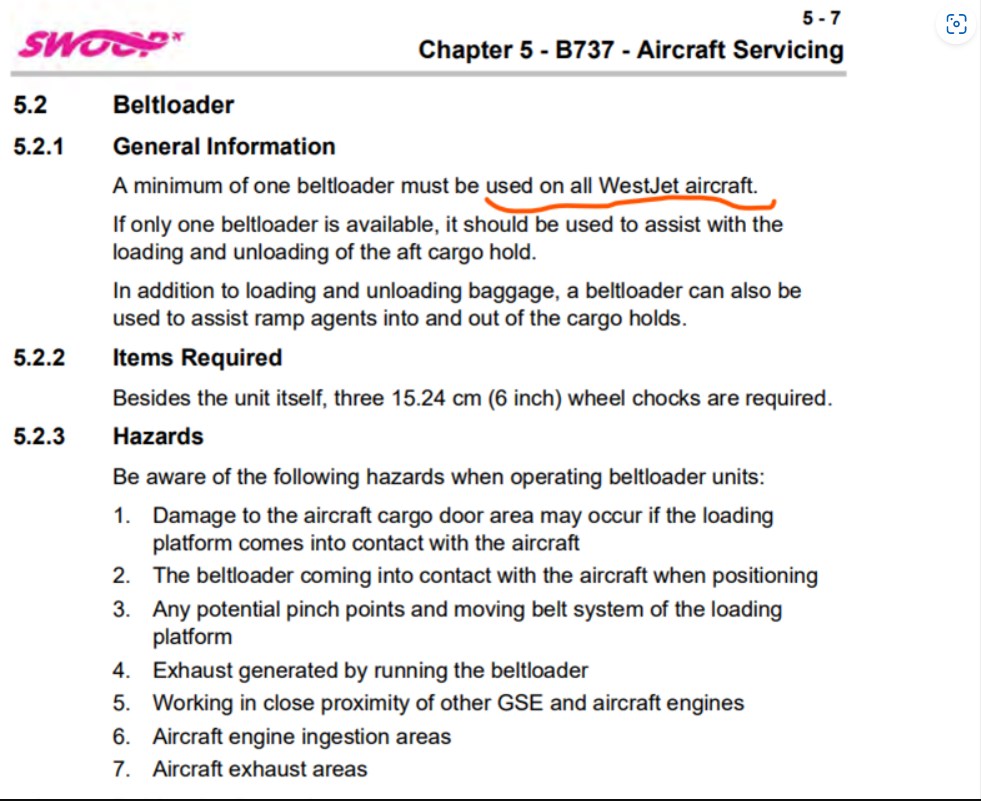 5 - 7
SWOOP
Chapter 5 - B737 - Aircraft Servicing
5.2 Beltloader
5.2.1 General Information
A minimum of one beltloader must be used on all WestJet aircraft.
If only one beltloader is available, it should be used to assist with the
loading and unloading of the aft cargo hold.
In addition to loading and unloading baggage, a beltloader can also be
used to assist ramp agents into and out of the cargo holds.
5.2.2 Items Required
Besides the unit itself, three 15.24 cm (6 inch) wheel chocks are required.
5.2.3 Hazards
Be aware of the following hazards when operating beltloader units:
1. Damage to the aircraft cargo door area may occur if the loading
platform comes into contact with the aircraft
2. The beltloader coming into contact with the aircraft when positioning
3. Any potential pinch points and moving belt system of the loading
platform
4. Exhaust generated by running the beltloader
5. Working in close proximity of other GSE and aircraft engines
6. Aircraft engine ingestion areas
7. Aircraft exhaust areas